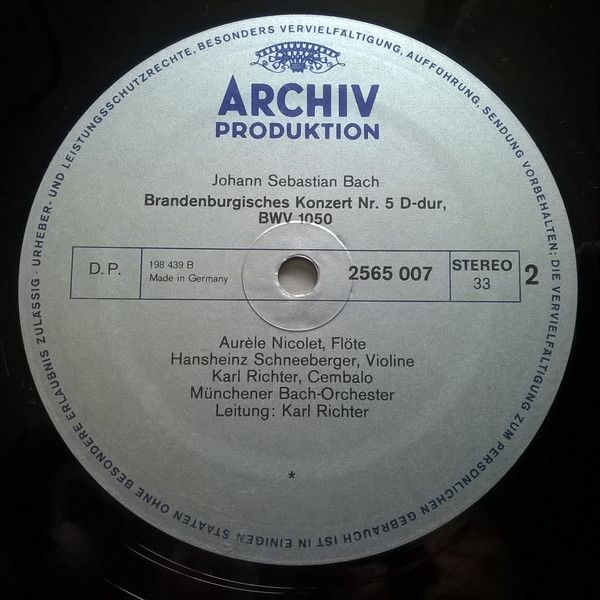 URHEBER- UND LEISTUNGSSCHUTZRECHTE, BESONDERS VERVIELFÄLTIGUNG, AUFFÜHRUNG, SENDUNG VORBEHALTEN; DIE VERVIELFÄLTIGUNG ZUM PERSÖNLICHEN GEBRAUCH IST IN EINIGEN STAATEN OHNE BESONDERE ERLAUBNIS ZULÄSSIG ·
ARCHIV
PRODUKTION
Johann Sebastian Bach
Brandenburgisches Konzert Nr. 5 D-dur,
BWV 1050
D. P.
198 439 B
Made in Germany
2565 007
STEREO
33
2
Aurèle Nicolet, Flöte
Hansheinz Schneeberger, Violine
Karl Richter, Cembalo
Münchener Bach-Orchester
Leitung: Karl Richter
*